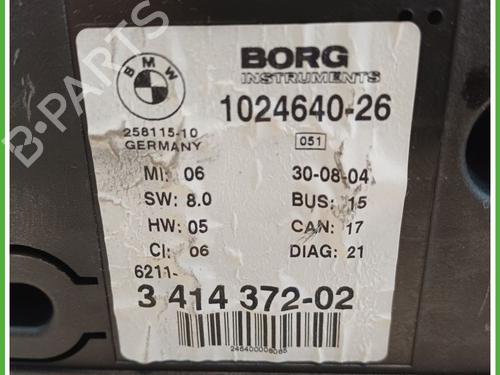 B-PARTS
BMW
BORG
INSTRUMENTS
1024640-26
258115-10
GERMANY
051
MI: 06
30-08-04
SW: 8.0
BUS: 15
HW: 05
CAN: 17
CI: 06
DIAG: 21
6211-
3 414 372-02
246400008085